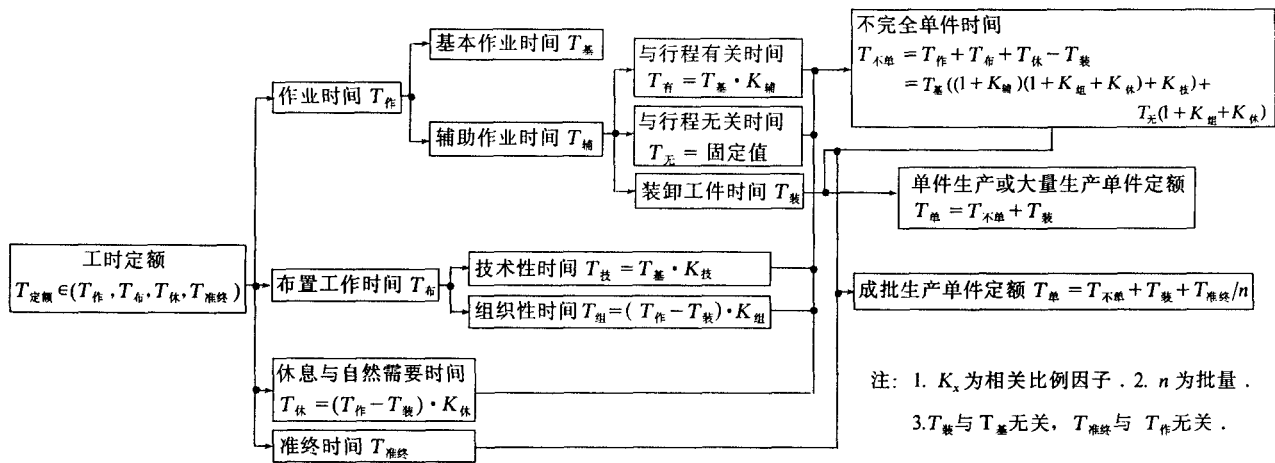 工时定额
T定额∈(T作,T布,T休,T准终)
作业时间 T作
布置工作时间 T布
休息与自然需要时间
T休=(T作-T装)·K休
准终时间 T准终
基本作业时间 T基
辅助作业时间 T辅
技术性时间 T技=T基·K技
组织性时间 T组=(T作-T装)·K组
与行程有关时间
T有=T基·K辅
与行程无关时间
T无=固定值
装卸工件时间 T装
不完全单件时间
T不单=T作+T布+T休-T装
=T基((1+K辅)(1+K组+K休)+K技)+
T无(1+K组+K休)
单件生产或大量生产单件定额
T单=T不单+T装
成批生产单件定额 T单=T不单+T装+T准终/n
注: 1. Kx为相关比例因子. 2. n为批量.
3.T装与T基无关, T准终与 T作无关.